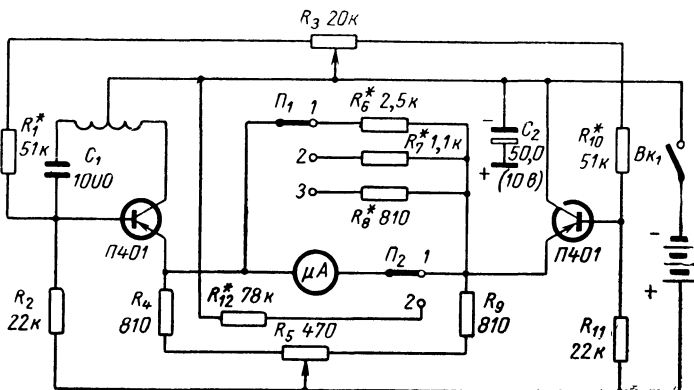 R₃ 20к
П₁ 1
R₆* 2,5к
R₁*
51к
C₁
1000
2
R₇* 1,1к
3
R₈* 810
-
C₂
50,0
+ (10 в)
R₁₀*
51к
Вк₁
П401
П401
μA
П₂ 1
-
+
R₂
22к
R₄
810
R₁₂* 78к
2
R₅ 470
R₉
810
R₁₁
22к